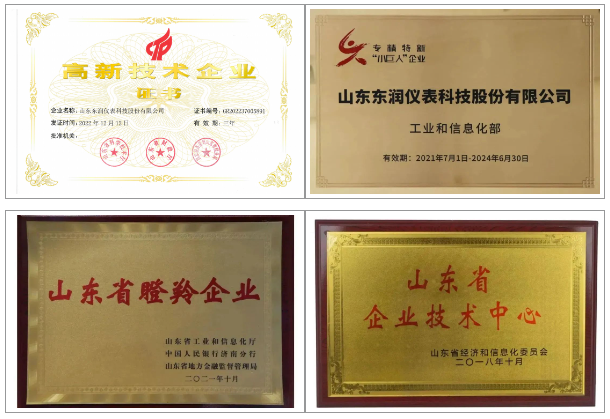 高新技术企业
证书
企业名称：山东东润仪表科技股份有限公司
证书编号：GR202237005891
发证时间：2022年12月12日
有 效 期：三年
批准机关：
专精特新
“小巨人”企业
山东东润仪表科技股份有限公司
工业和信息化部
有效期：2021年7月1日-2024年6月30日
山东省瞪羚企业
山东省工业和信息化厅
中国人民银行济南分行
山东省地方金融监督管理局
二〇二一年十月
山东省
企业技术中心
山东省经济和信息化委员会
二〇一八年十月